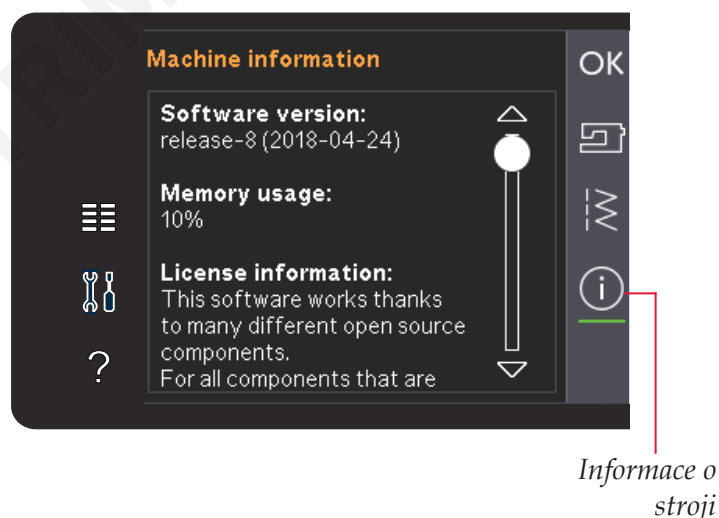 Machine information
OK
Software version:
release-8 (2018-04-24)
Memory usage:
10%
License information:
This software works thanks
to many different open source
components.
For all components that are
?
i
Informace o
stroji